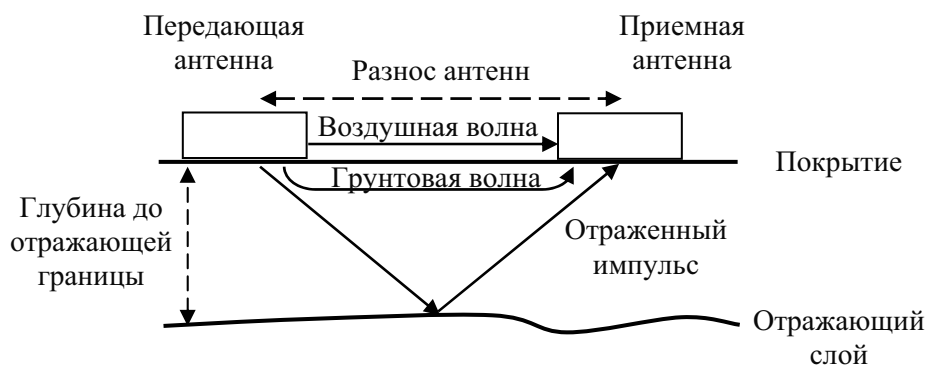 Передающая
антенна
Приемная
антенна
Разнос антенн
Воздушная волна
Покрытие
Грунтовая волна
Глубина до
отражающей
границы
Отраженный
импульс
Отражающий
слой